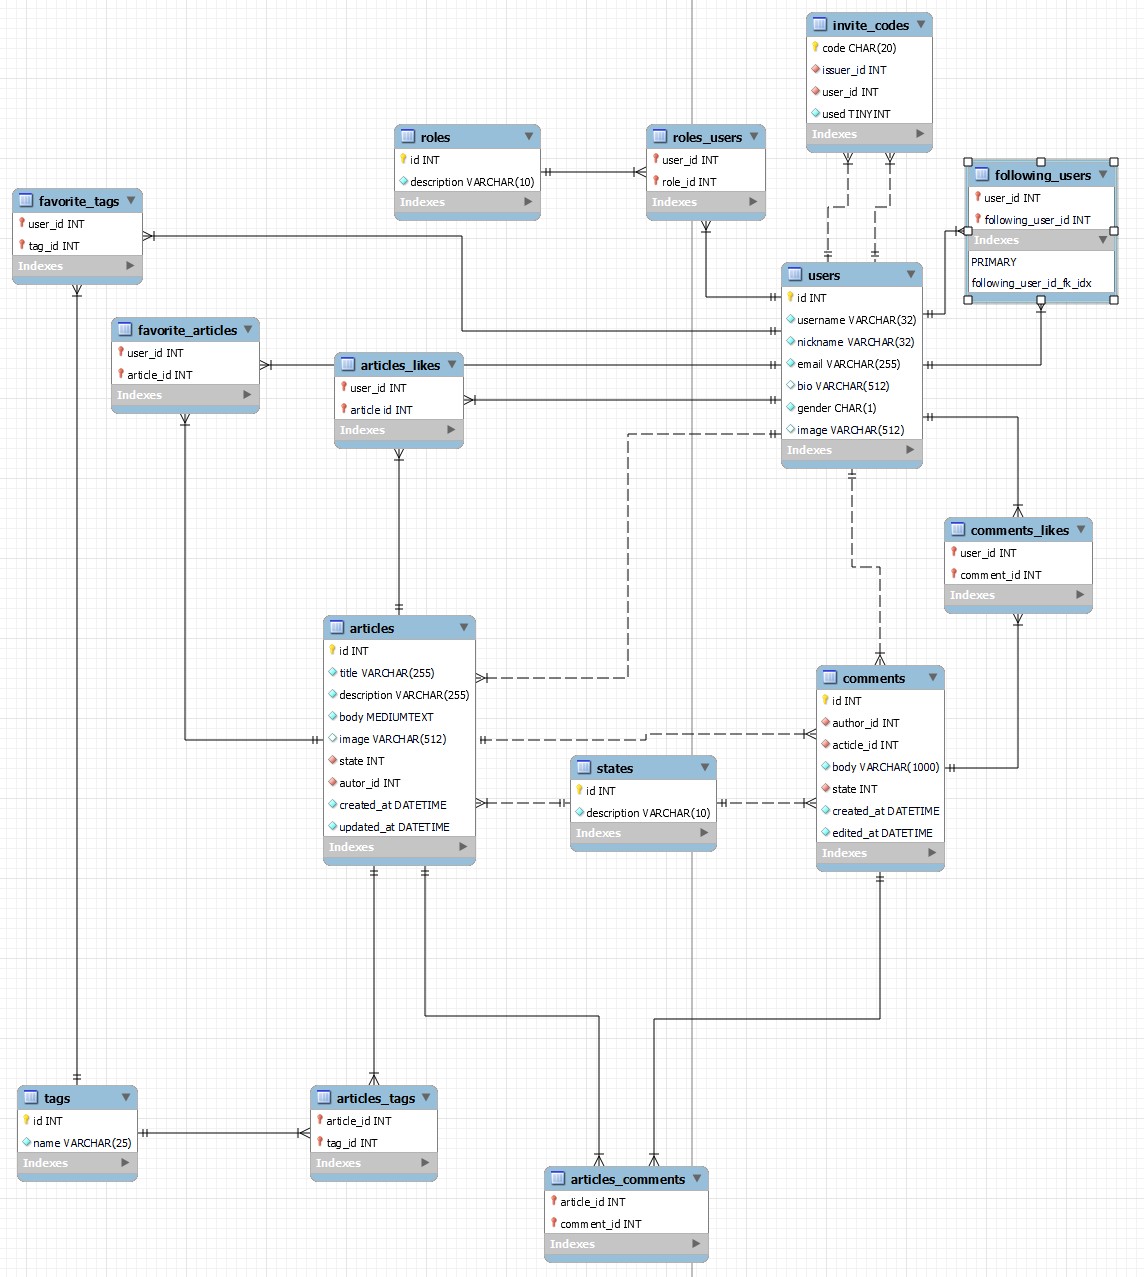 invite_codes
code CHAR(20)
issuer_id INT
user_id INT
used TINYINT
Indexes
roles
id INT
description VARCHAR(10)
Indexes
roles_users
user_id INT
role_id INT
Indexes
following_users
user_id INT
following_user_id INT
Indexes
PRIMARY
following_user_id_fk_idx
favorite_tags
user_id INT
tag_id INT
Indexes
users
id INT
username VARCHAR(32)
nickname VARCHAR(32)
email VARCHAR(255)
bio VARCHAR(512)
gender CHAR(1)
image VARCHAR(512)
Indexes
favorite_articles
user_id INT
article_id INT
Indexes
articles_likes
user_id INT
article id INT
Indexes
comments_likes
user_id INT
comment_id INT
Indexes
articles
id INT
title VARCHAR(255)
description VARCHAR(255)
body MEDIUMTEXT
image VARCHAR(512)
state INT
autor_id INT
created_at DATETIME
updated_at DATETIME
Indexes
comments
id INT
author_id INT
acticle_id INT
body VARCHAR(1000)
state INT
created_at DATETIME
edited_at DATETIME
Indexes
states
id INT
description VARCHAR(10)
Indexes
tags
id INT
name VARCHAR(25)
Indexes
articles_tags
article_id INT
tag_id INT
Indexes
articles_comments
article_id INT
comment_id INT
Indexes